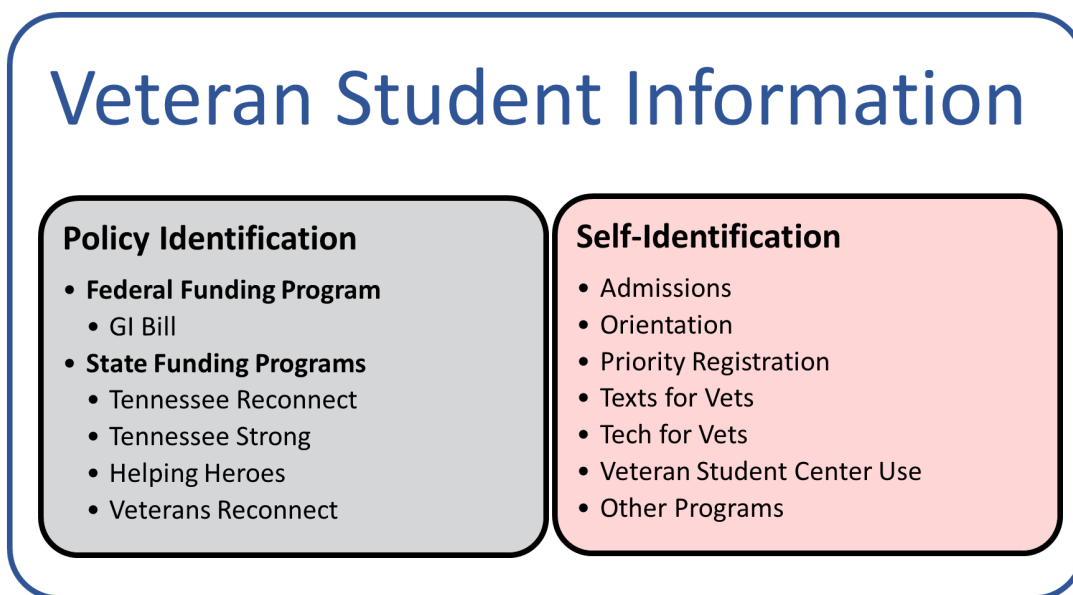 Veteran Student Information
Policy Identification
• Federal Funding Program
• GI Bill
• State Funding Programs
• Tennessee Reconnect
• Tennessee Strong
• Helping Heroes
• Veterans Reconnect
Self-Identification
• Admissions
• Orientation
• Priority Registration
• Texts for Vets
• Tech for Vets
• Veteran Student Center Use
• Other Programs